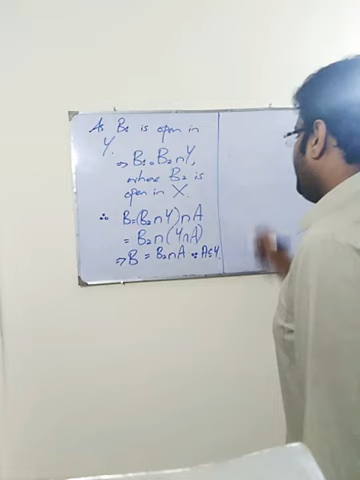 As B₁ is open in
Y.
⇒ B₁ = B₂ ∩ Y,
where B₂ is
open in X.
∴ B = (B₂ ∩ Y) ∩ A
= B₂ ∩ (Y ∩ A)
⇒ B = B₂ ∩ A ∵ A ⊆ Y.